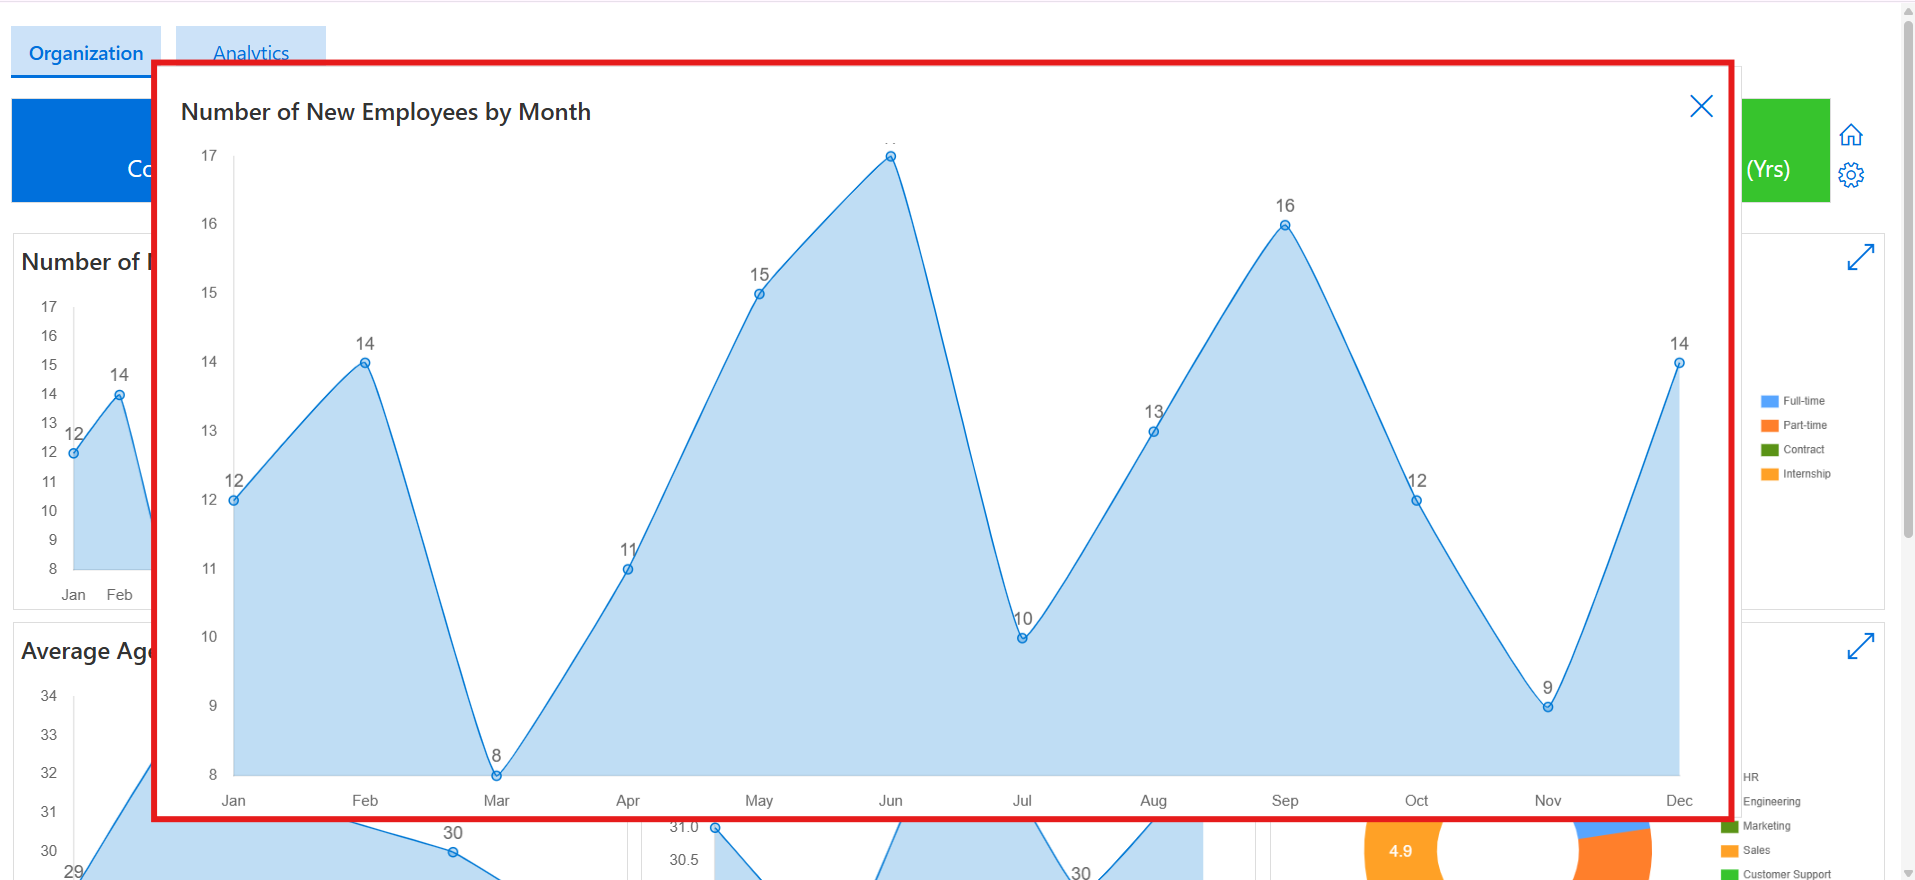 Organization
Analytics
Number of New Employees by Month
Co
(Yrs)
17
16
15
14
13
12
11
10
9
8
12
14
8
11
15
10
13
16
12
9
14
Jan Feb Mar Apr May Jun Jul Aug Sep Oct Nov Dec
Number of
17
16
15
14
13
12
11
10
9
8
12
14
Jan Feb
Full-time
Part-time
Contract
Internship
Average Age
34
33
32
31
30
29
30
31.0
30.5
30
4.9
HR
Engineering
Marketing
Sales
Customer Support